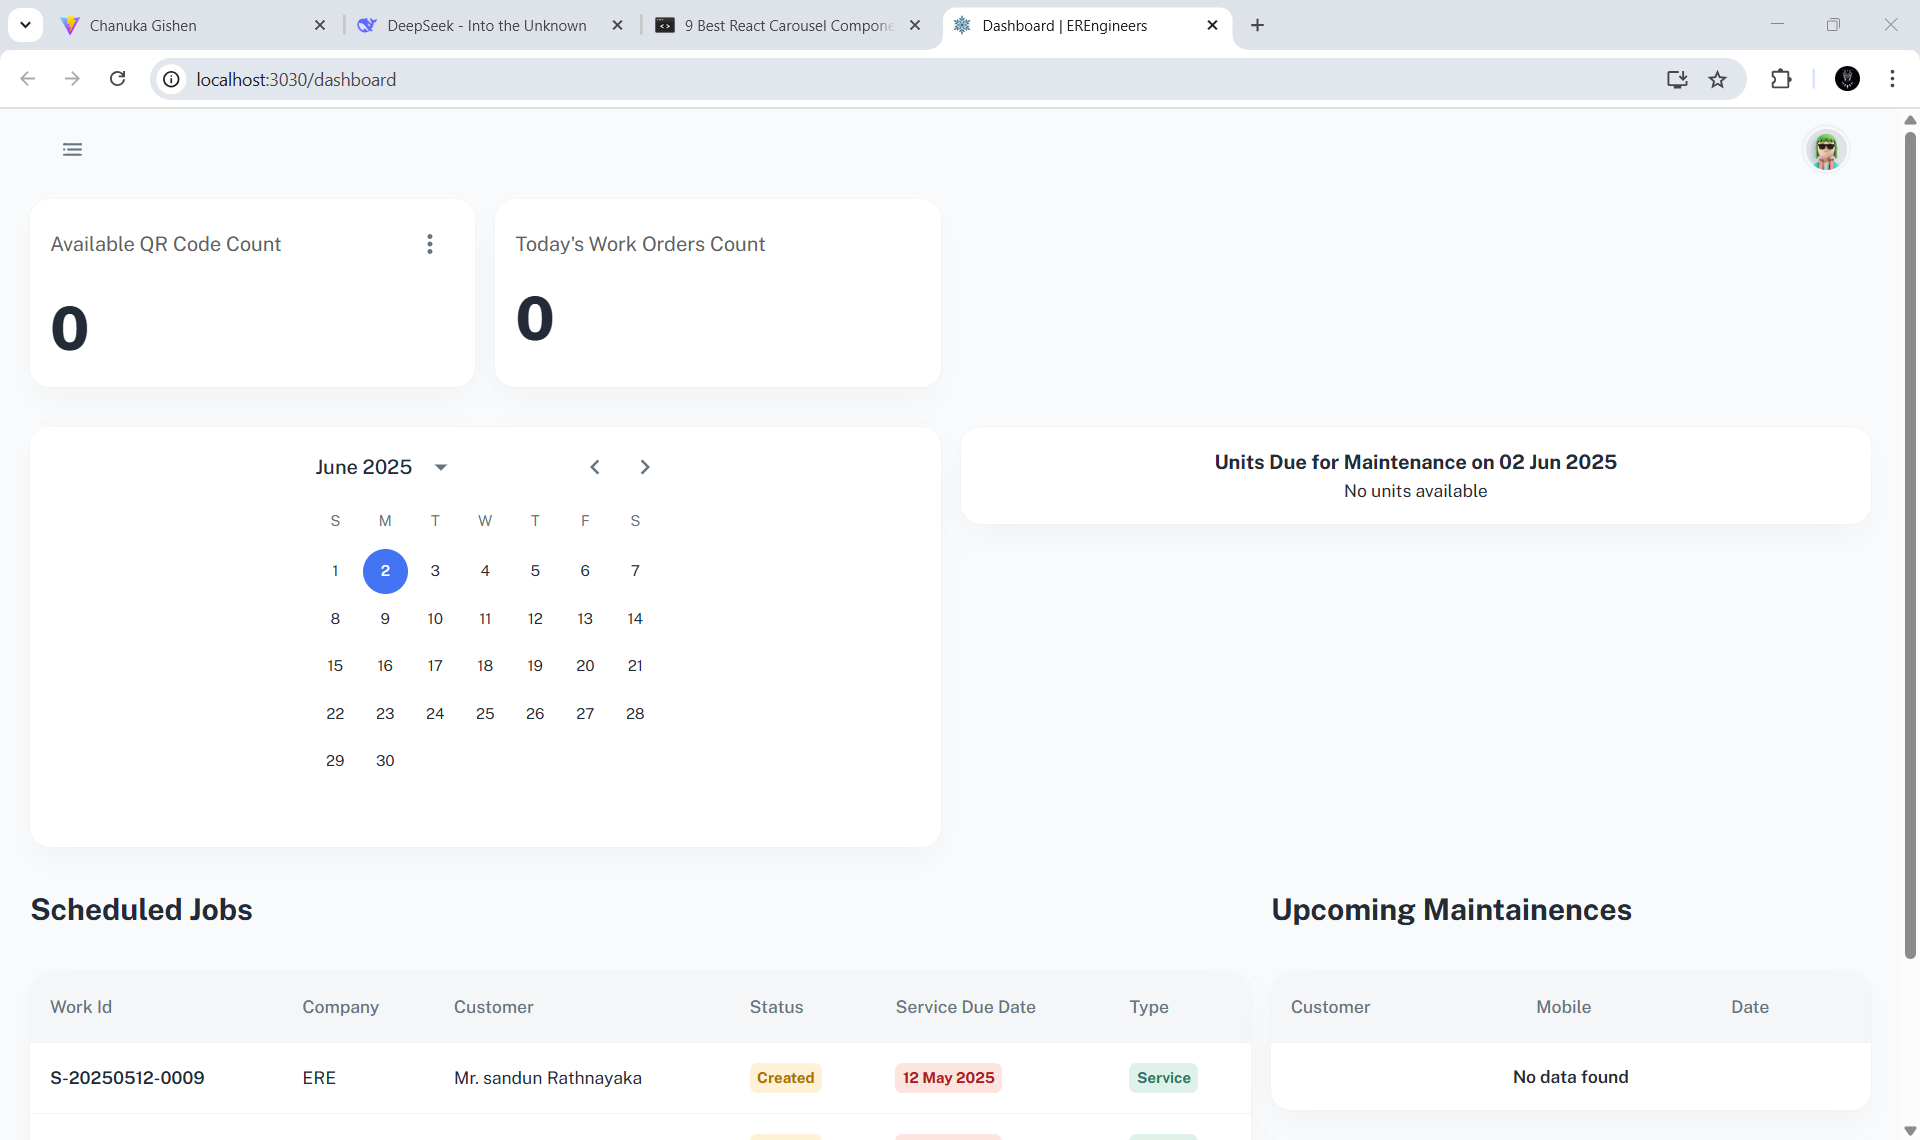 Chanuka Gishen
DeepSeek - Into the Unknown
9 Best React Carousel Compone
Dashboard | EREngineers
localhost:3030/dashboard
Available QR Code Count
0
Today's Work Orders Count
0
June 2025
S M T W T F S
1 2 3 4 5 6 7
8 9 10 11 12 13 14
15 16 17 18 19 20 21
22 23 24 25 26 27 28
29 30
Units Due for Maintenance on 02 Jun 2025
No units available
Scheduled Jobs
Work Id Company Customer Status Service Due Date Type
S-20250512-0009 ERE Mr. sandun Rathnayaka Created 12 May 2025 Service
Upcoming Maintainences
Customer Mobile Date
No data found